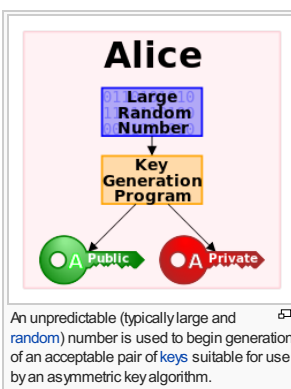 Alice
Large
Random
Number
Key
Generation
Program
A Public
A Private
An unpredictable (typically large and
random) number is used to begin generation
of an acceptable pair of keys suitable for use
by an asymmetric key algorithm.